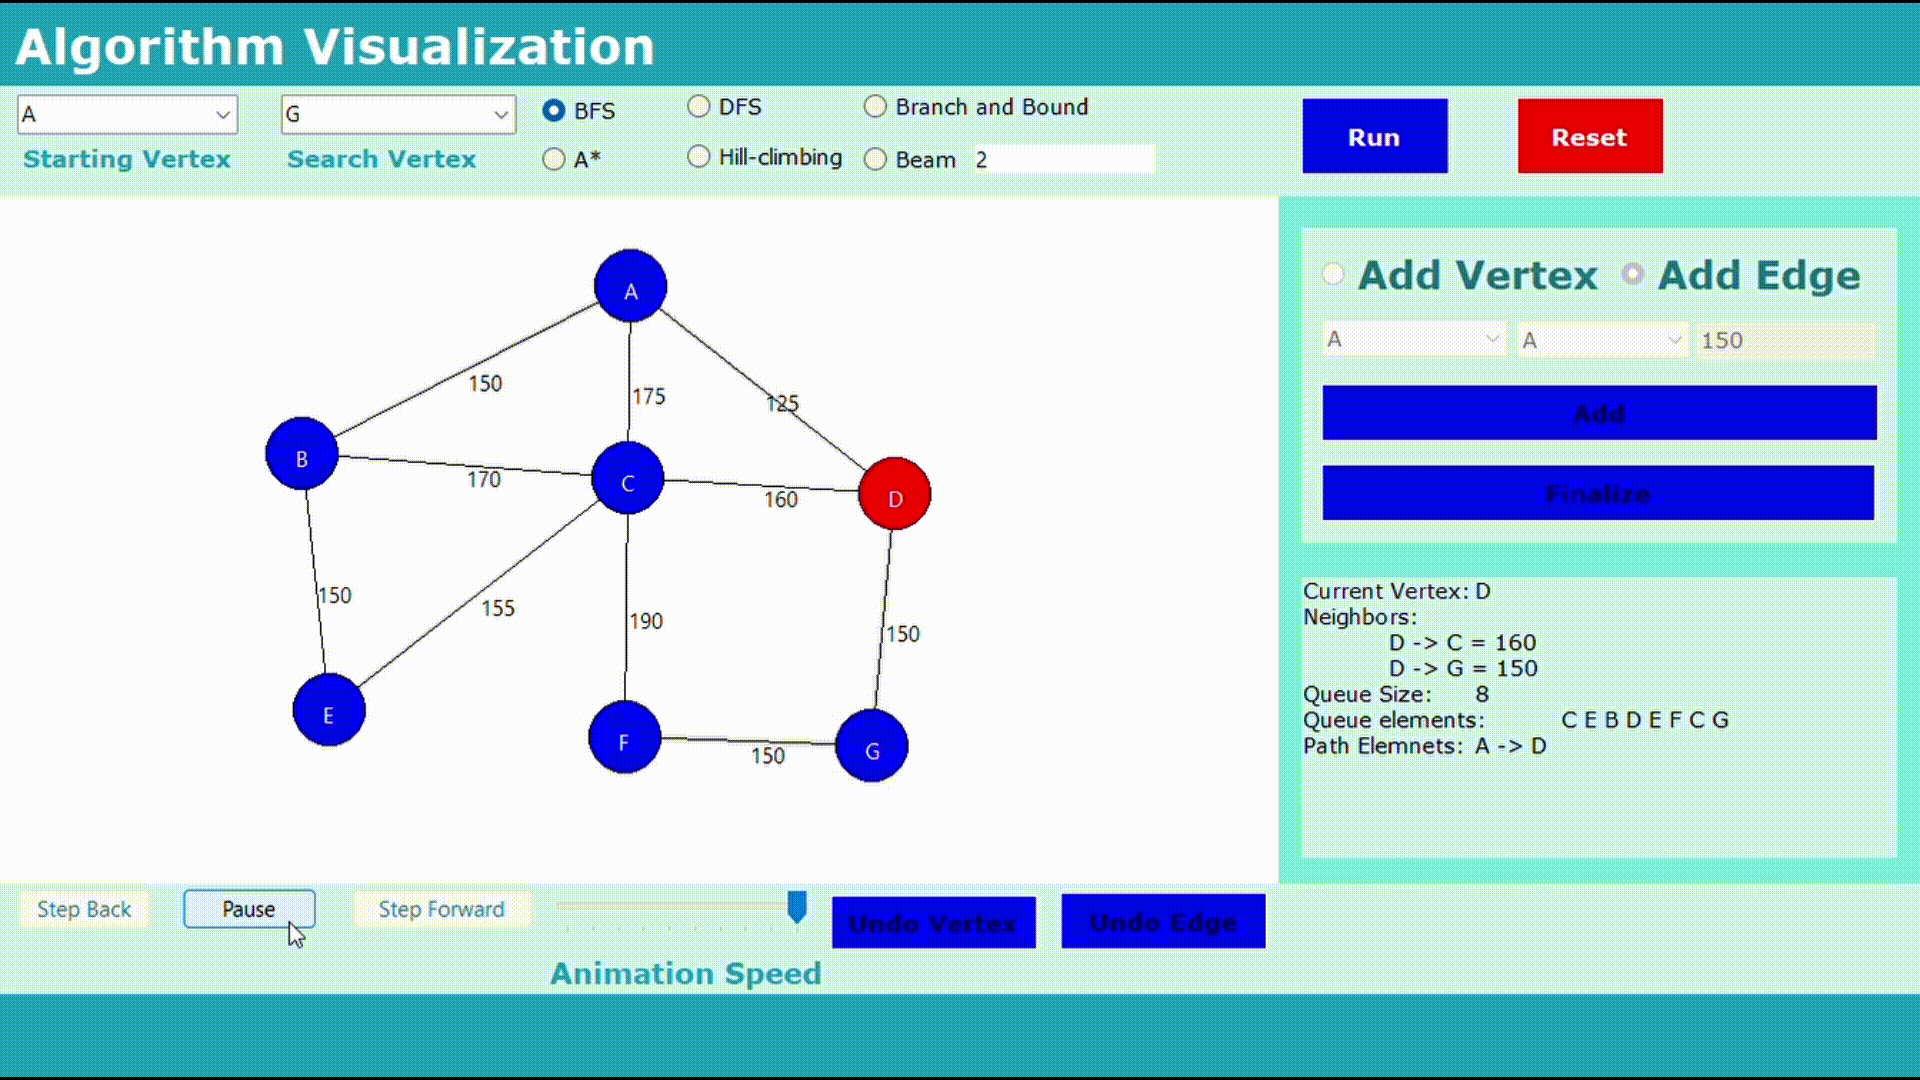 Algorithm Visualization
A G BFS DFS Branch and Bound Run Reset
Starting Vertex Search Vertex A* Hill-climbing Beam 2
Add Vertex Add Edge
A A 150
Add
Finalize
A
150 175 125
B 170 C 160 D
150 155 190 150
E F 150 G
Current Vertex: D
Neighbors:
D -> C = 160
D -> G = 150
Queue Size: 8
Queue elements: C E B D E F C G
Path Elemnets: A -> D
Step Back Pause Step Forward Undo Vertex Undo Edge
Animation Speed